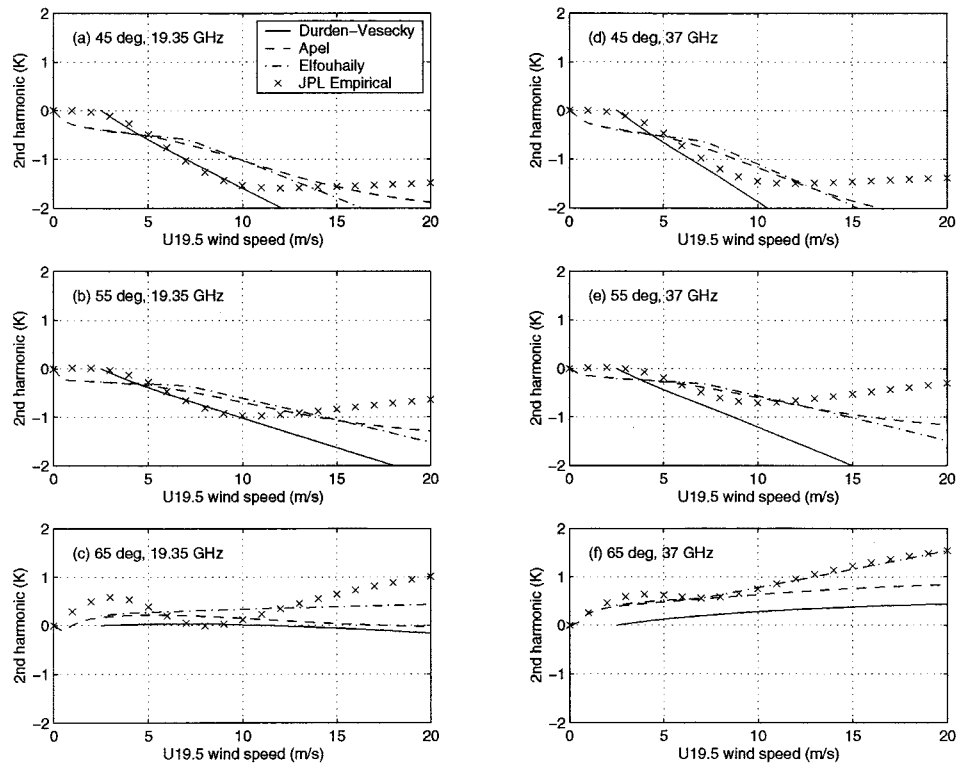 (a) 45 deg, 19.35 GHz
Durden−Vesecky
Apel
Elfouhaily
JPL Empirical
2nd harmonic (K)
2
1
0
−1
−2
0 5 10 15 20
U19.5 wind speed (m/s)
(d) 45 deg, 37 GHz
2nd harmonic (K)
2
1
0
−1
−2
0 5 10 15 20
U19.5 wind speed (m/s)
(b) 55 deg, 19.35 GHz
2nd harmonic (K)
2
1
0
−1
−2
0 5 10 15 20
U19.5 wind speed (m/s)
(e) 55 deg, 37 GHz
2nd harmonic (K)
2
1
0
−1
−2
0 5 10 15 20
U19.5 wind speed (m/s)
(c) 65 deg, 19.35 GHz
2nd harmonic (K)
2
1
0
−1
−2
0 5 10 15 20
U19.5 wind speed (m/s)
(f) 65 deg, 37 GHz
2nd harmonic (K)
2
1
0
−1
−2
0 5 10 15 20
U19.5 wind speed (m/s)